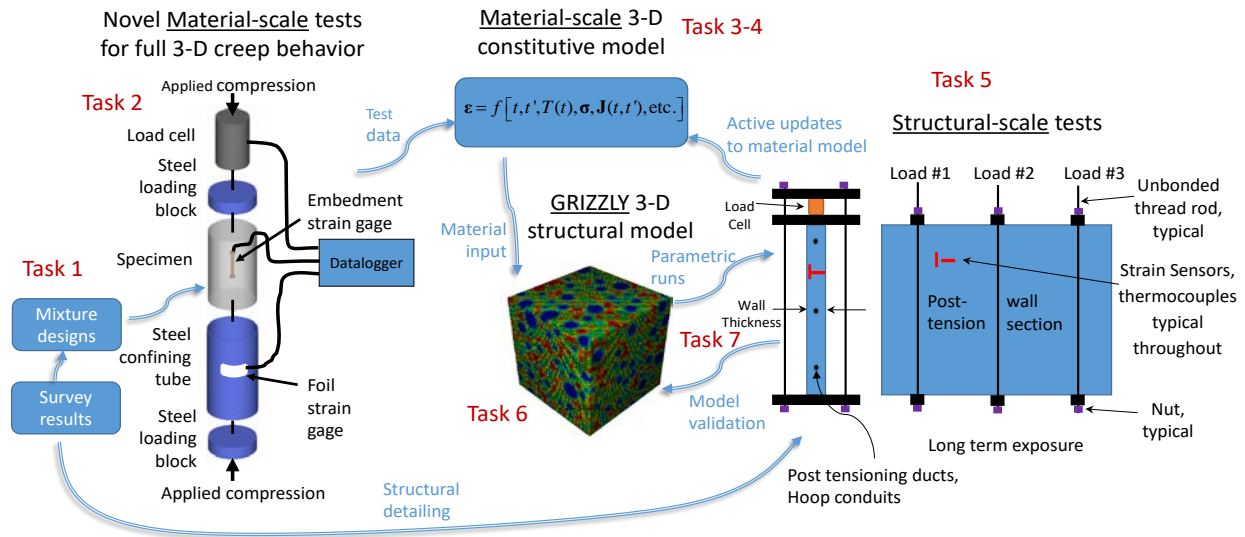 Novel Material-scale tests
for full 3-D creep behavior
Task 2
Applied compression
Load cell
Steel
loading
block
Embedment
strain gage
Specimen
Datalogger
Task 1
Mixture
designs
Survey
results
Steel
confining
tube
Foil
strain
gage
Steel
loading
block
Applied compression
Test
data
Material-scale 3-D
constitutive model
Task 3-4
ε = f[t,t',T(t),σ,J(t,t'),etc.]
Active updates
to material model
Material
input
GRIZZLY 3-D
structural model
Parametric
runs
Task 6
Task 7
Model
validation
Structural
detailing
Load
Cell
Wall
Thickness
Post tensioning ducts,
Hoop conduits
Task 5
Structural-scale tests
Load #1
Load #2
Load #3
Unbonded
thread rod,
typical
Post-
tension
wall
section
Strain Sensors,
thermocouples
typical
throughout
Nut,
typical
Long term exposure